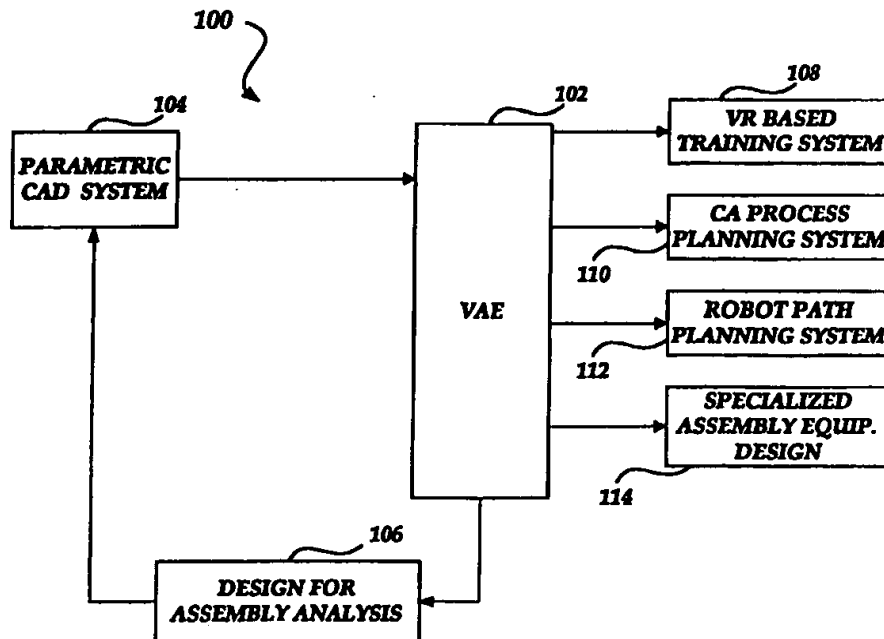 100
104
PARAMETRIC
CAD SYSTEM
102
VAE
108
VR BASED
TRAINING SYSTEM
CA PROCESS
PLANNING SYSTEM
110
ROBOT PATH
PLANNING SYSTEM
112
SPECIALIZED
ASSEMBLY EQUIP.
DESIGN
114
106
DESIGN FOR
ASSEMBLY ANALYSIS